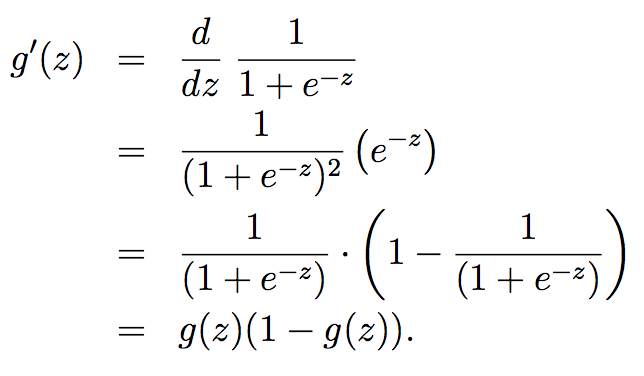 g′(z) = d/dz 1/(1 + e^{−z})
= 1/(1 + e^{−z})² (e^{−z})
= 1/(1 + e^{−z}) · (1 − 1/(1 + e^{−z}))
= g(z)(1 − g(z)).